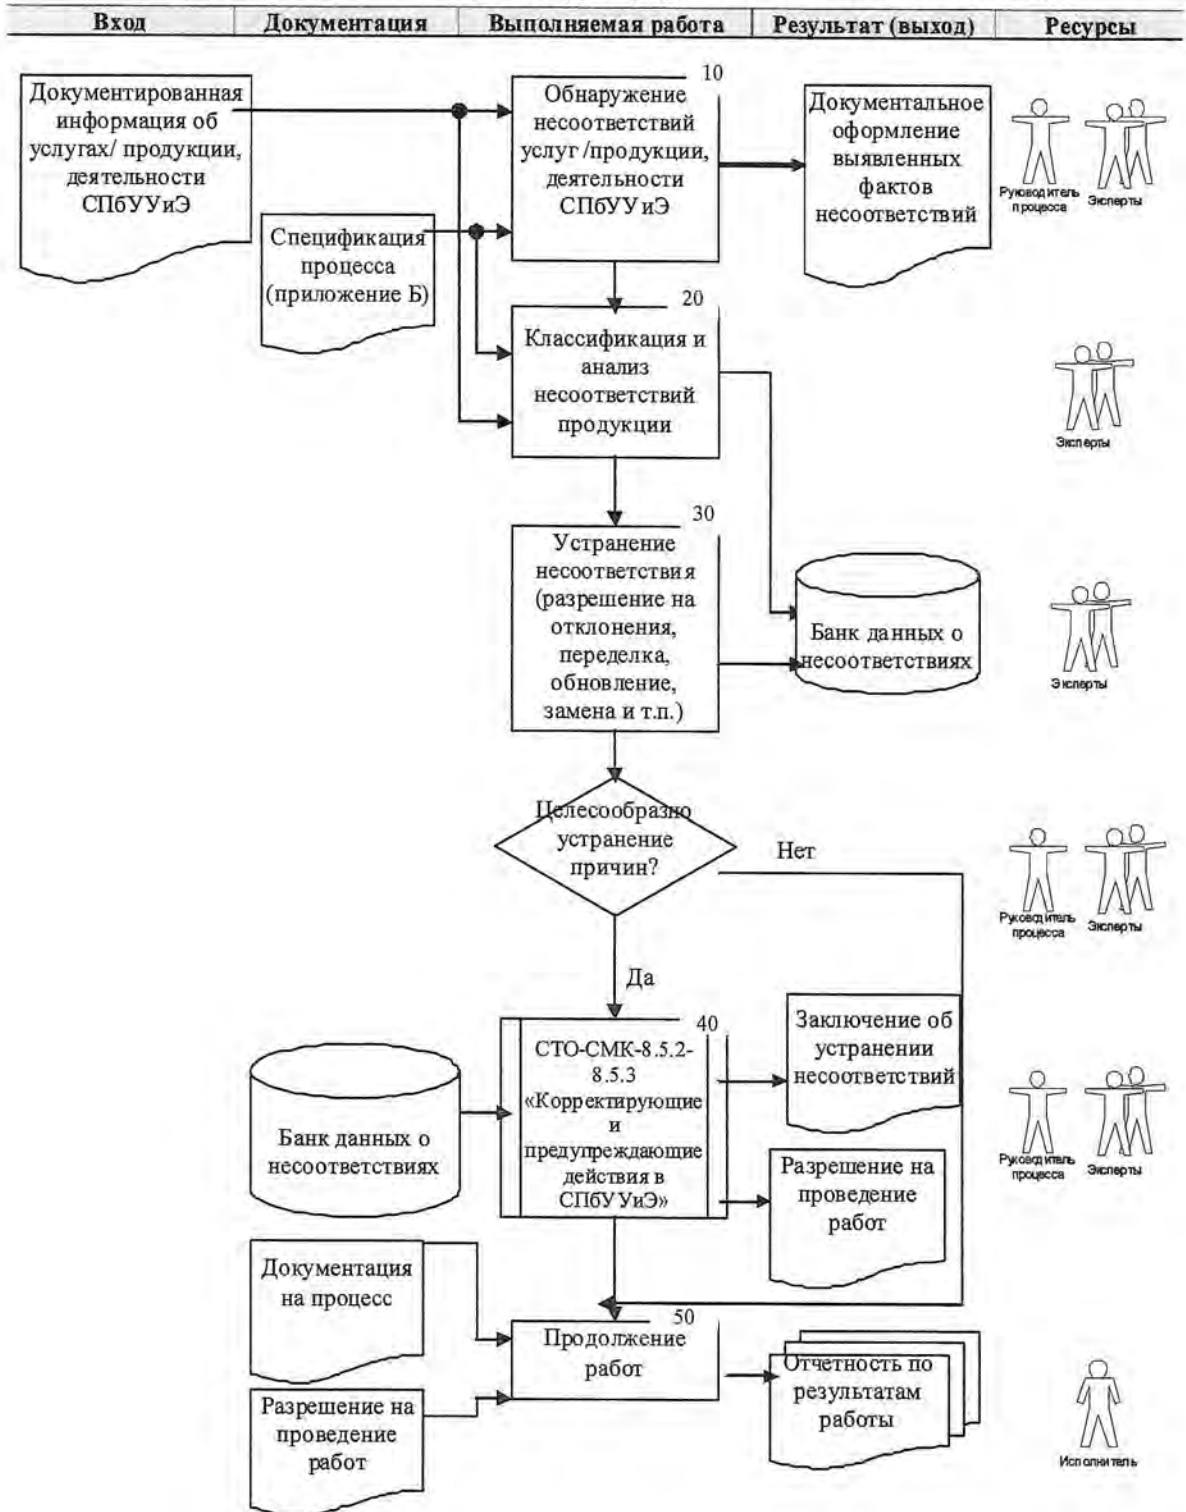 Вход
Документация
Выполняемая работа
Результат (выход)
Ресурсы
Документированная
информация об
услугах/ продукции,
деятельности
СПбУУиЭ
Спецификация
процесса
(приложение Б)
10
Обнаружение
несоответствий
услуг /продукции,
деятельности
СПбУУиЭ
Документальное
оформление
выявленных
фактов
несоответствий
Руководитель
процесса
Эксперты
20
Классификация и
анализ
несоответствий
продукции
Эксперты
30
Устранение
несоответствия
(разрешение на
отклонения,
переделка,
обновление,
замена и т.п.)
Банк данных о
несоответствиях
Эксперты
Целесообразно
устранение
причин?
Нет
Да
Руководитель
процесса
Эксперты
Банк данных о
несоответствиях
40
СТО-СМК-8.5.2-
8.5.3
«Корректирующие
и
предупреждающие
действия в
СПбУУиЭ»
Заключение об
устранении
несоответствий
Разрешение на
проведение
работ
Руководитель
процесса
Эксперты
Документация
на процесс
Разрешение на
проведение
работ
50
Продолжение
работ
Отчетность по
результатам
работы
Исполнитель